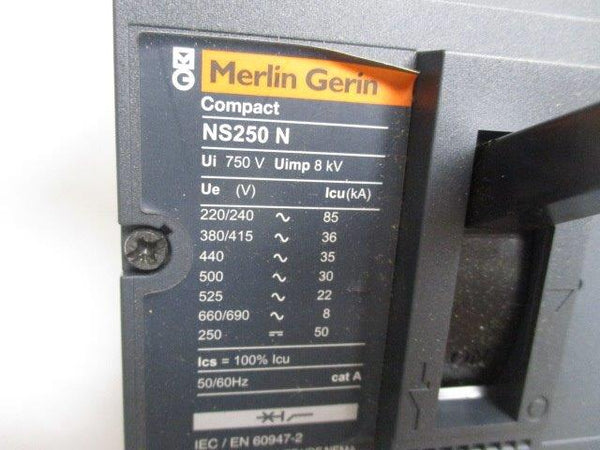 GM Merlin Gerin
Compact
NS250 N
Ui 750 V Uimp 8 kV
Ue (V) Icu(kA)
220/240 ~ 85
380/415 ~ 36
440 ~ 35
500 ~ 30
525 ~ 22
660/690 ~ 8
250 ⎓ 50
Ics = 100% Icu
50/60Hz cat A
IEC / EN 60947-2
O